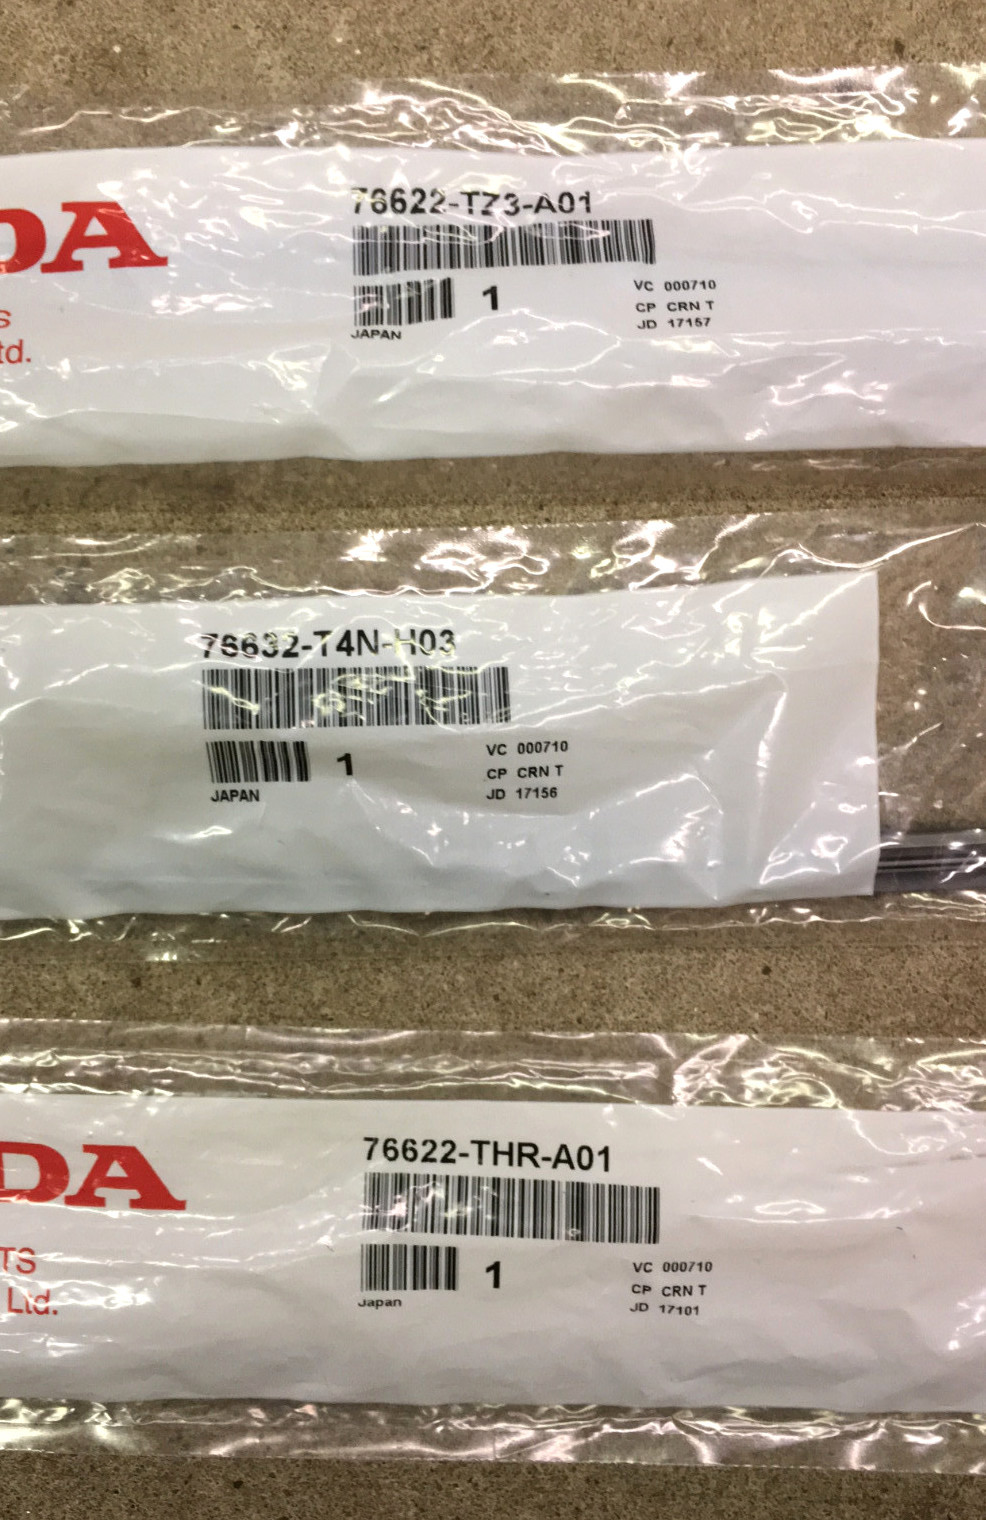 DA
S
td.
76622-TZ3-A01
1
JAPAN
VC 000710
CP CRN T
JD 17157
76632-T4N-H03
1
JAPAN
VC 000710
CP CRN T
JD 17156
DA
TS
Ltd.
76622-THR-A01
1
Japan
VC 000710
CP CRN T
JD 17101